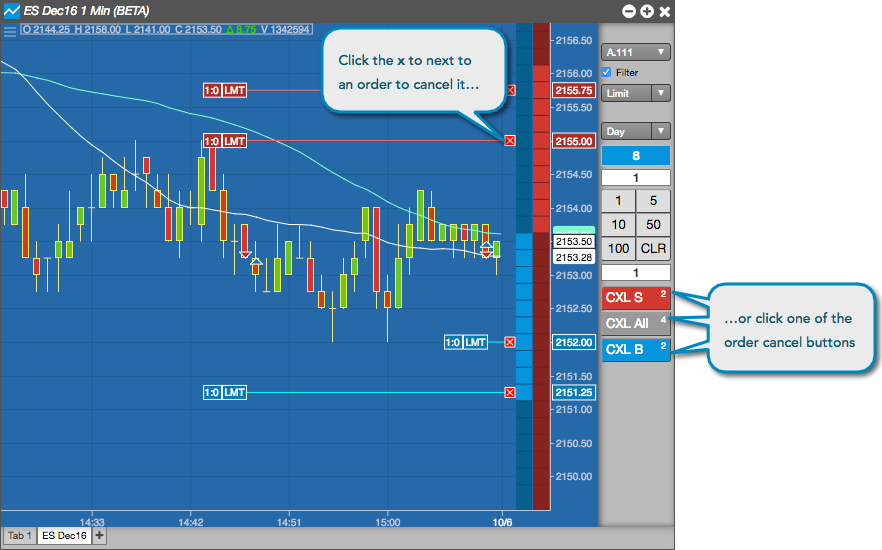 ES Dec16 1 Min (BETA)
O 2144.25 H 2158.00 L 2141.00 C 2153.50 Δ 8.75 V 1342594
Click the x to next to
an order to cancel it…
1:0 LMT
1:0 LMT
1:0 LMT
1:0 LMT
2156.50
2156.00
2155.75
2155.50
2155.00
2154.50
2154.00
2153.50
2153.28
2153.00
2152.50
2152.00
2151.50
2151.25
2151.00
2150.50
2150.00
14:33 14:42 14:51 15:00 10/6
Tab 1 ES Dec16 +
A.111
Filter
Limit
Day
8
1
1 5
10 50
100 CLR
1
CXL S 2
CXL All 4
CXL B 2
…or click one of the
order cancel buttons